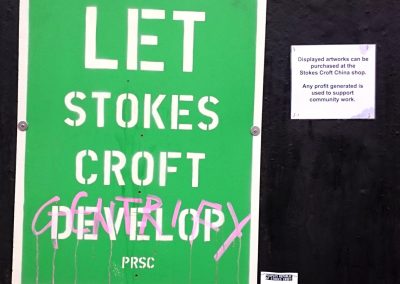 LET
STOKES
CROFT
GENTRIFY
DEVELOP
PRSC
Displayed artworks can be
purchased at the
Stokes Croft China shop.
Any profit generated is
used to support
community work.